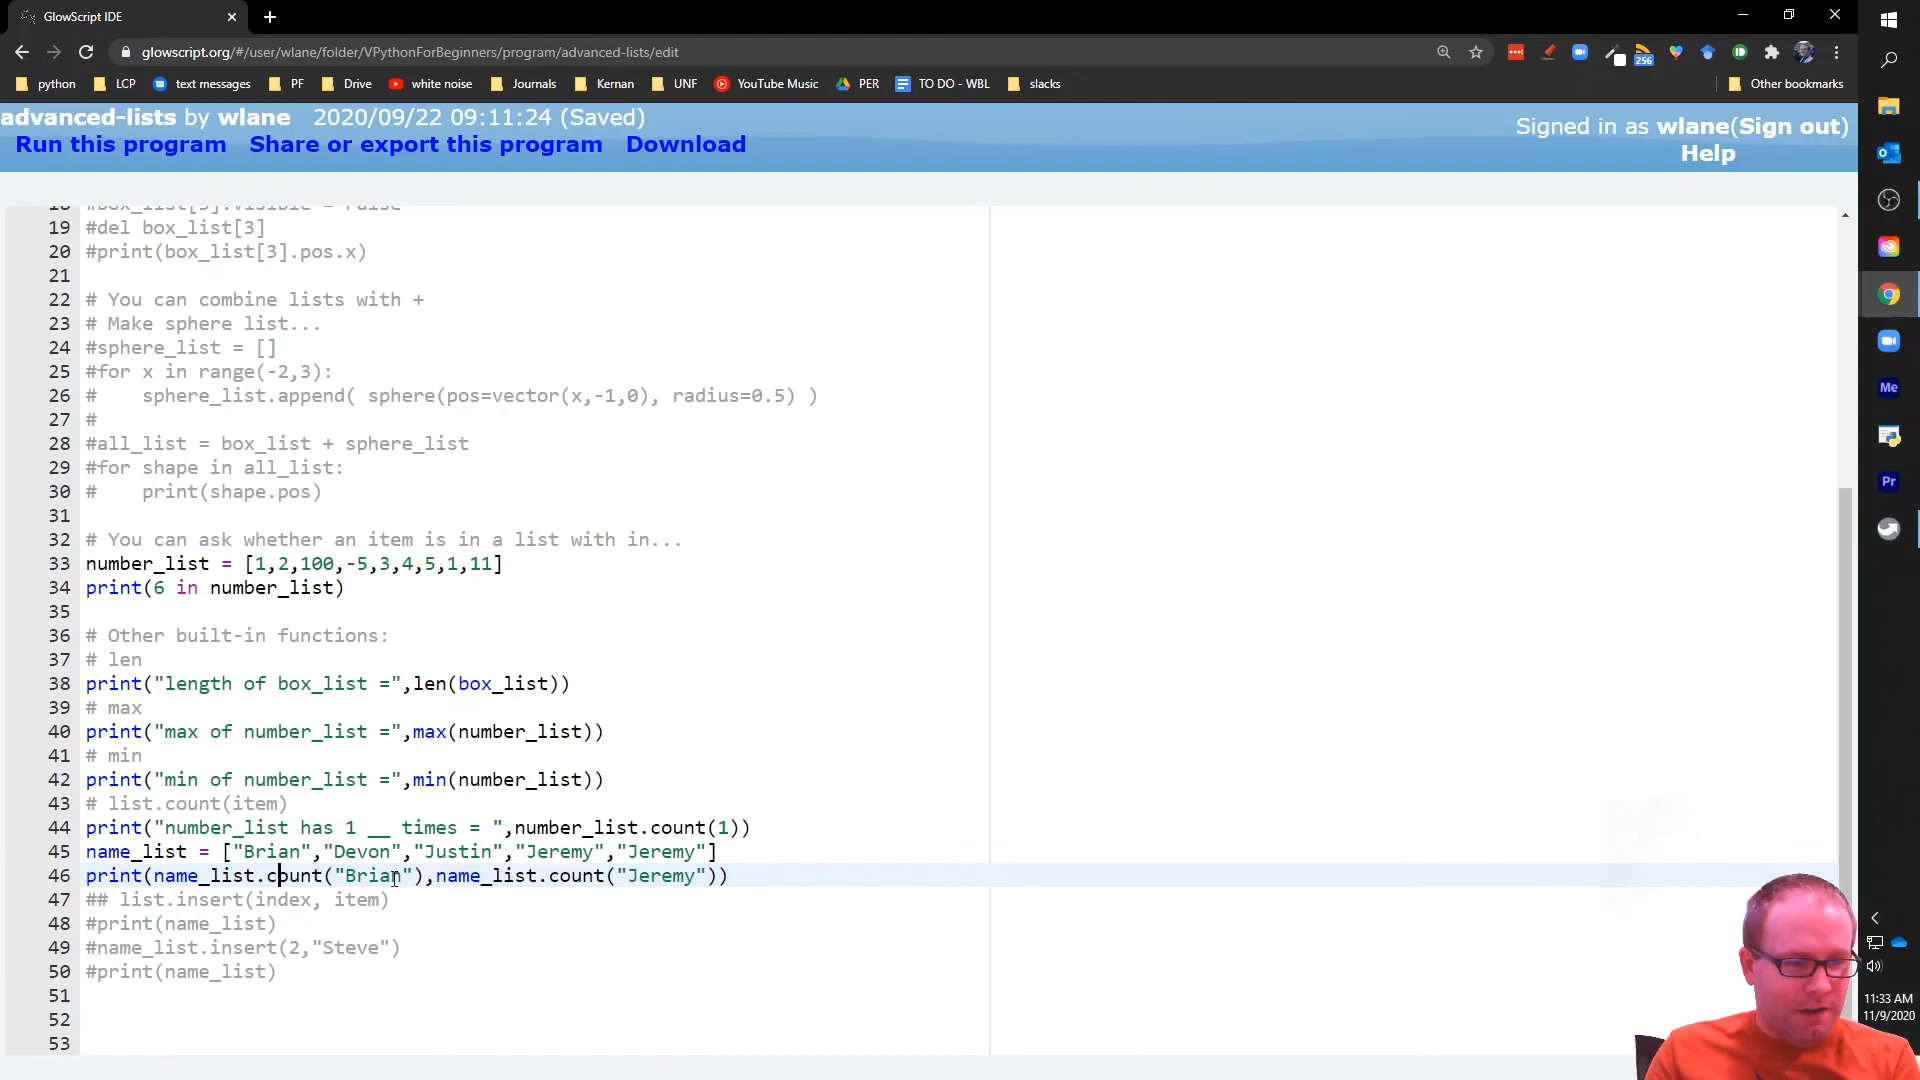 GlowScript IDE
glowscript.org/#/user/wlane/folder/VPythonForBeginners/program/advanced-lists/edit
256
python LCP text messages PF Drive white noise Journals Kernan UNF YouTube Music PER TO DO - WBL slacks Other bookmarks
advanced-lists by wlane 2020/09/22 09:11:24 (Saved)
Signed in as wlane(Sign out)
Run this program Share or export this program Download
Help
18 #box_list[3].visible = False
19 #del box_list[3]
20 #print(box_list[3].pos.x)
21
22 # You can combine lists with +
23 # Make sphere list...
24 #sphere_list = []
25 #for x in range(-2,3):
26 #    sphere_list.append( sphere(pos=vector(x,-1,0), radius=0.5) )
27 #
28 #all_list = box_list + sphere_list
29 #for shape in all_list:
30 #    print(shape.pos)
31
32 # You can ask whether an item is in a list with in...
33 number_list = [1,2,100,-5,3,4,5,1,11]
34 print(6 in number_list)
35
36 # Other built-in functions:
37 # len
38 print("length of box_list =",len(box_list))
39 # max
40 print("max of number_list =",max(number_list))
41 # min
42 print("min of number_list =",min(number_list))
43 # list.count(item)
44 print("number_list has 1 __ times = ",number_list.count(1))
45 name_list = ["Brian","Devon","Justin","Jeremy","Jeremy"]
46 print(name_list.count("Brian"),name_list.count("Jeremy"))
47 ## list.insert(index, item)
48 #print(name_list)
49 #name_list.insert(2,"Steve")
50 #print(name_list)
51
52
53
Me
Pr
11:33 AM
11/9/2020